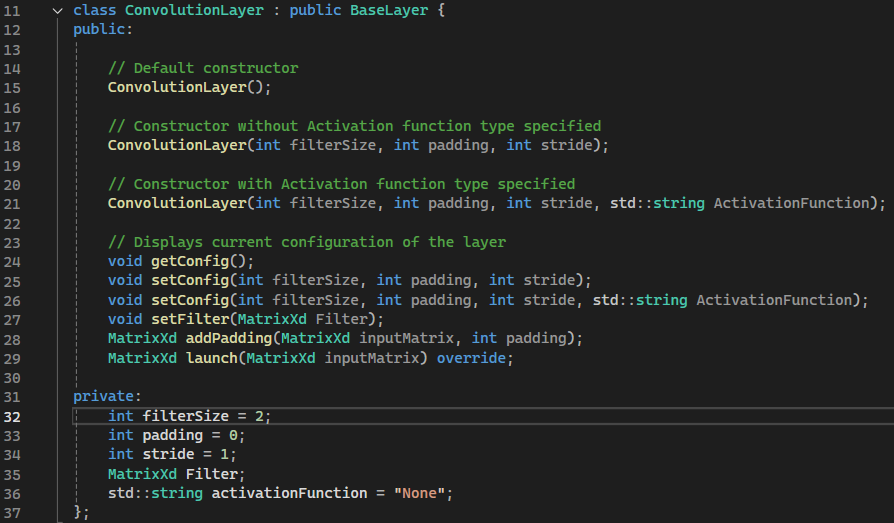 11 class ConvolutionLayer : public BaseLayer {
12 public:
13
14 // Default constructor
15 ConvolutionLayer();
16
17 // Constructor without Activation function type specified
18 ConvolutionLayer(int filterSize, int padding, int stride);
19
20 // Constructor with Activation function type specified
21 ConvolutionLayer(int filterSize, int padding, int stride, std::string ActivationFunction);
22
23 // Displays current configuration of the layer
24 void getConfig();
25 void setConfig(int filterSize, int padding, int stride);
26 void setConfig(int filterSize, int padding, int stride, std::string ActivationFunction);
27 void setFilter(MatrixXd Filter);
28 MatrixXd addPadding(MatrixXd inputMatrix, int padding);
29 MatrixXd launch(MatrixXd inputMatrix) override;
30
31 private:
32 int filterSize = 2;
33 int padding = 0;
34 int stride = 1;
35 MatrixXd Filter;
36 std::string activationFunction = "None";
37 };